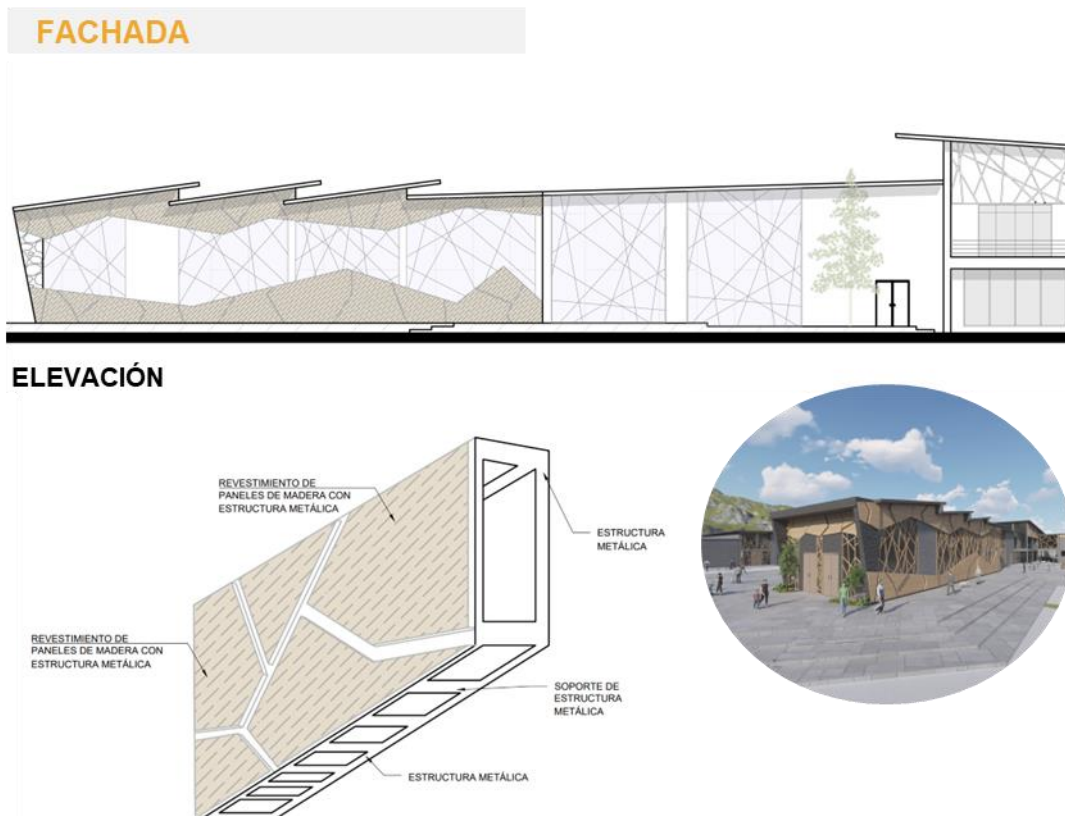 FACHADA
ELEVACIÓN
REVESTIMIENTO DE
PANELES DE MADERA CON
ESTRUCTURA METÁLICA
ESTRUCTURA
METÁLICA
REVESTIMIENTO DE
PANELES DE MADERA CON
ESTRUCTURA METÁLICA
SOPORTE DE
ESTRUCTURA
METÁLICA
ESTRUCTURA METÁLICA